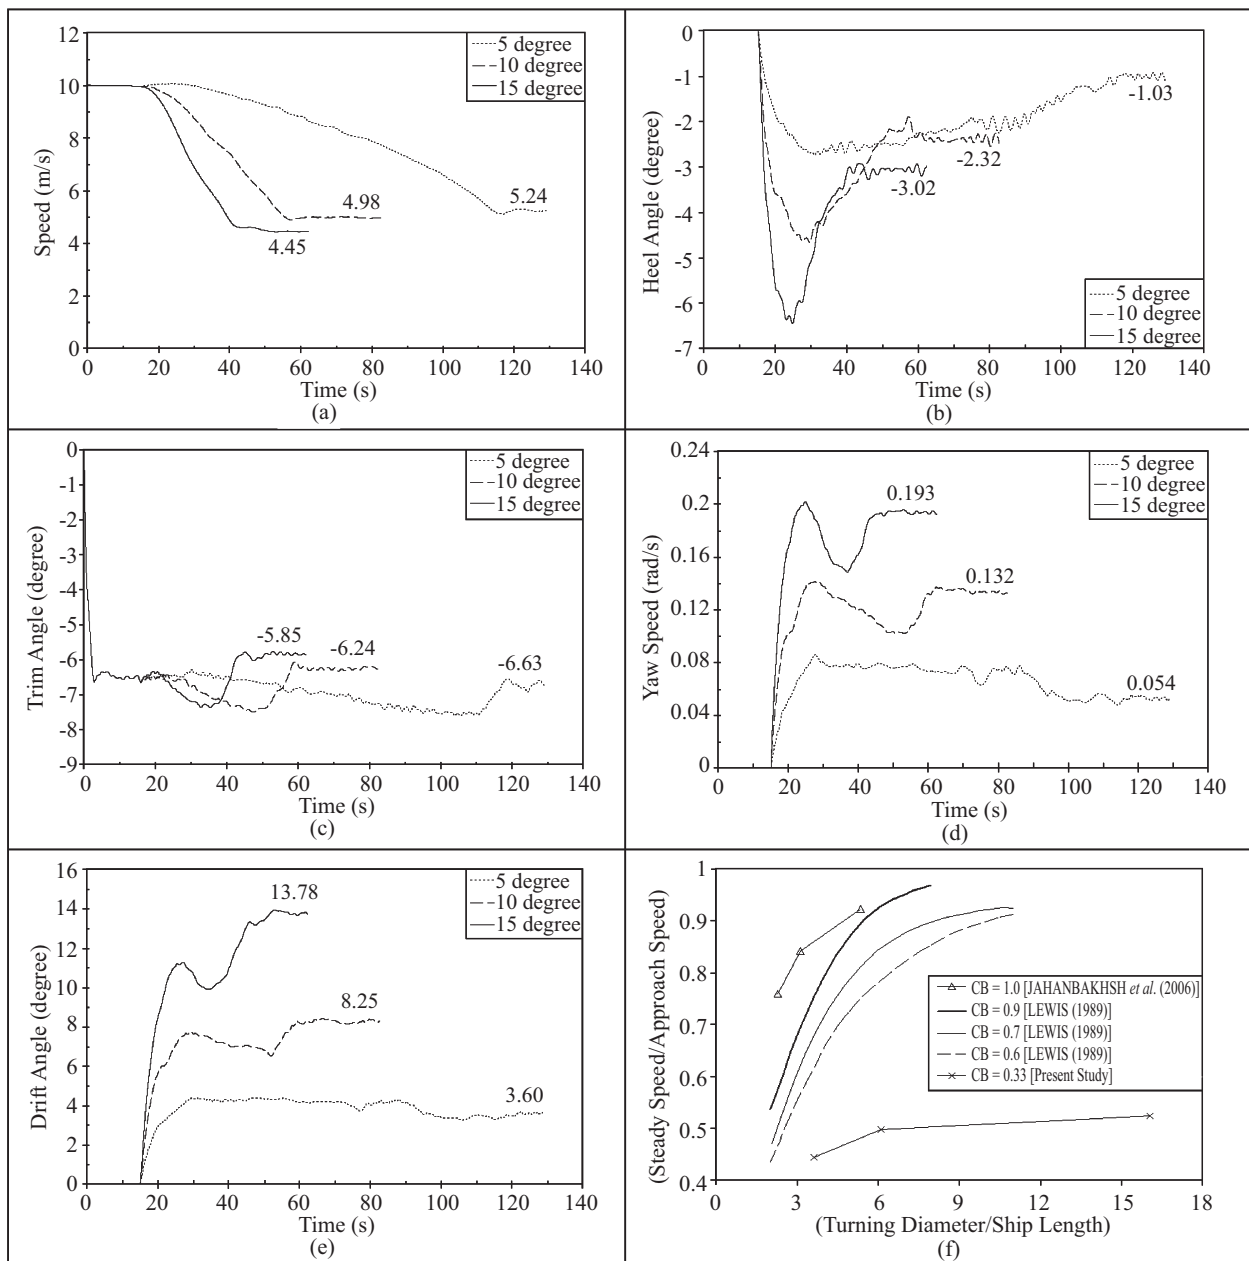 12
10
8
6
4
2
0
Speed (m/s)
5 degree
10 degree
15 degree
5.24
4.98
4.45
0 20 40 60 80 100 120 140
Time (s)
(a)
0
-1
-2
-3
-4
-5
-6
-7
Heel Angle (degree)
-1.03
-2.32
-3.02
5 degree
10 degree
15 degree
0 20 40 60 80 100 120 140
Time (s)
(b)
0
-1
-2
-3
-4
-5
-6
-7
-8
-9
Trim Angle (degree)
5 degree
10 degree
15 degree
-5.85
-6.24
-6.63
0 20 40 60 80 100 120 140
Time (s)
(c)
0.24
0.2
0.16
0.12
0.08
0.04
0
Yaw Speed (rad/s)
5 degree
10 degree
15 degree
0.193
0.132
0.054
0 20 40 60 80 100 120 140
Time (s)
(d)
16
14
12
10
8
6
4
2
0
Drift Angle (degree)
5 degree
10 degree
15 degree
13.78
8.25
3.60
0 20 40 60 80 100 120 140
Time (s)
(e)
1
0.9
0.8
0.7
0.6
0.5
0.4
(Steady Speed/Approach Speed)
CB = 1.0 [JAHANBAKHSH et al. (2006)]
CB = 0.9 [LEWIS (1989)]
CB = 0.7 [LEWIS (1989)]
CB = 0.6 [LEWIS (1989)]
CB = 0.33 [Present Study]
0 3 6 9 12 15 18
(Turning Diameter/Ship Length)
(f)